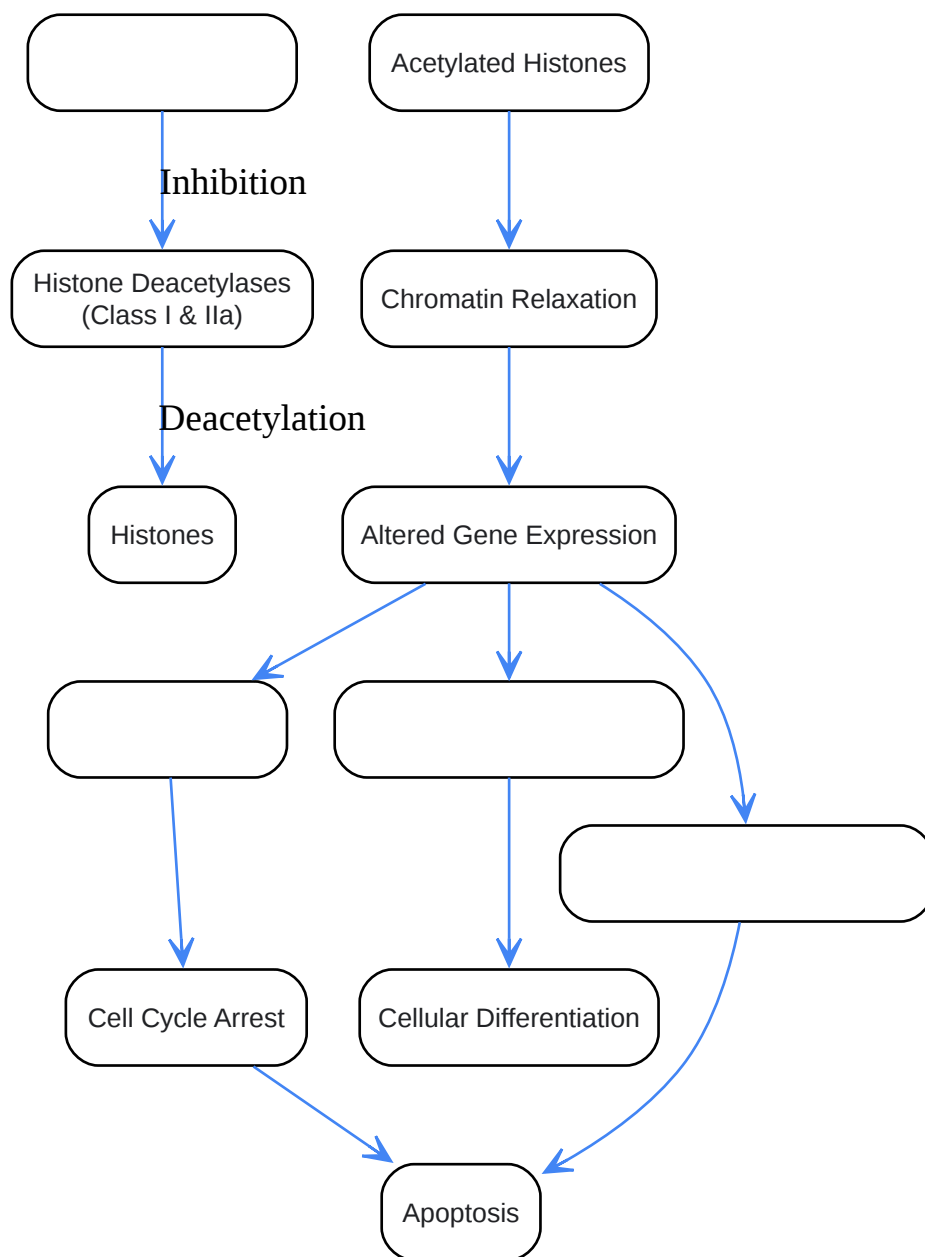 Acetylated Histones
Inhibition
Histone Deacetylases
(Class I & IIa)
Chromatin Relaxation
Deacetylation
Histones
Altered Gene Expression
Cell Cycle Arrest
Cellular Differentiation
Apoptosis